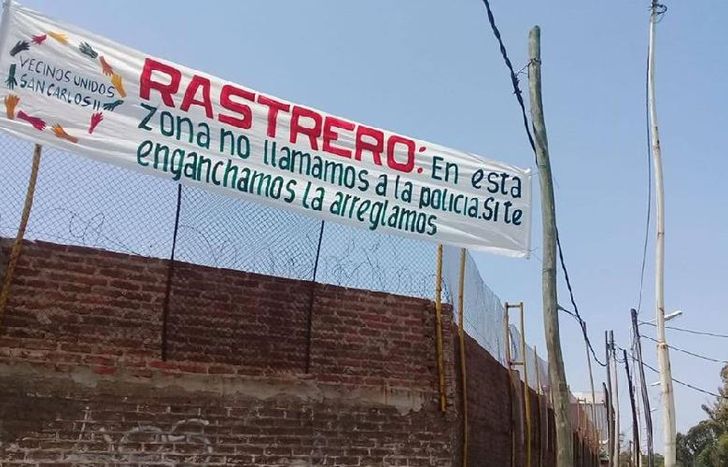 VECINOS UNIDOS
SAN CARLOS II
RASTRERO: En esta
zona no llamamos a la policia. Si te
enganchamos la arreglamos